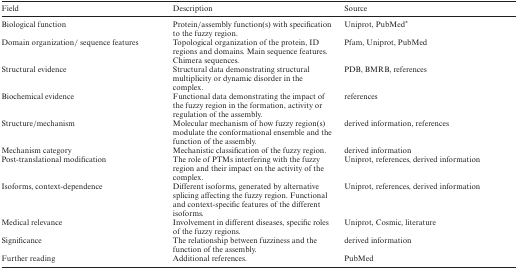 Field Description Source
Biological function Protein/assembly function(s) with specification Uniprot, PubMed*
to the fuzzy region.
Domain organization/ sequence features Topological organization of the protein, ID Pfam, Uniprot, PubMed
regions and domains. Main sequence features.
Chimera sequences.
Structural evidence Structural data demonstrating structural PDB, BMRB, references
multiplicity or dynamic disorder in the
complex.
Biochemical evidence Functional data demonstrating the impact of references
the fuzzy region in the formation, activity or
regulation of the assembly.
Structure/mechanism Molecular mechanism of how fuzzy region(s) derived information, references
modulate the conformational ensemble and the
function of the assembly.
Mechanism category Mechanistic classification of the fuzzy region. derived information
Post-translational modification The role of PTMs interfering with the fuzzy Uniprot, references, derived information
region and their impact on the activity of the
complex.
Isoforms, context-dependence Different isoforms, generated by alternative Uniprot, references, derived information
splicing affecting the fuzzy region. Functional
and context-specific features of the different
isoforms.
Medical relevance Involvement in different diseases, specific roles Uniprot, Cosmic, literature
of the fuzzy regions.
Significance The relationship between fuzziness and the derived information
function of the assembly.
Further reading Additional references. PubMed